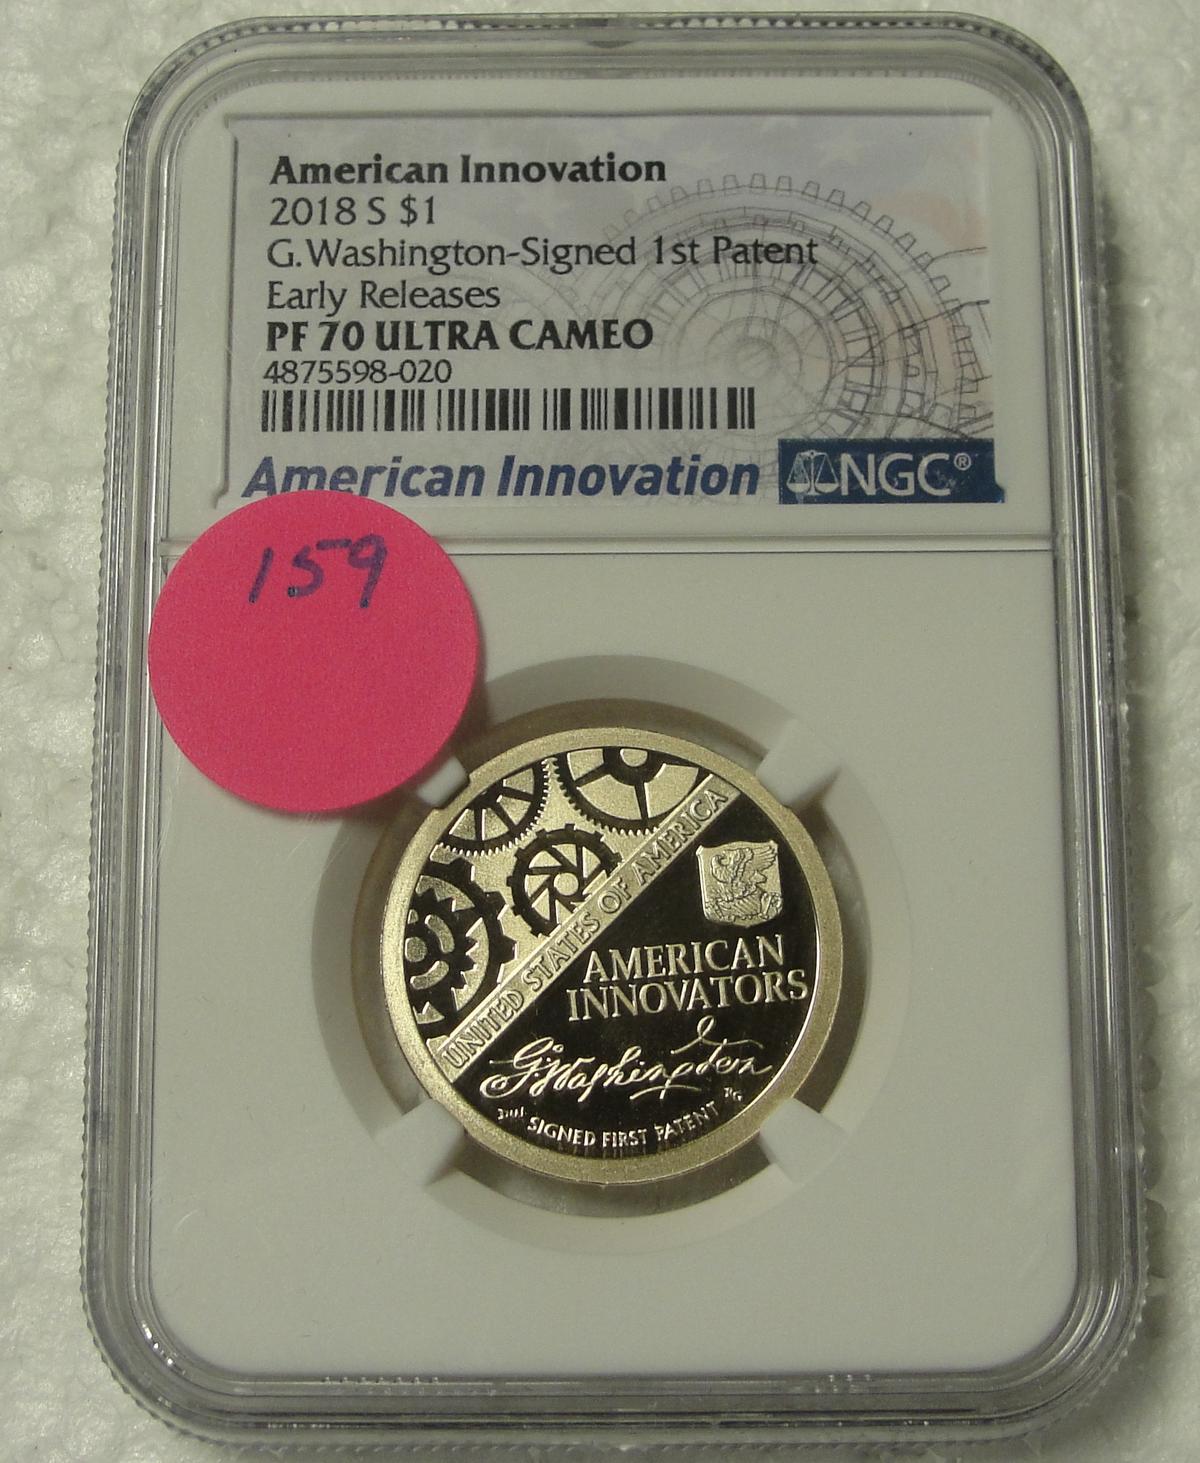 American Innovation
2018 S $1
G. Washington-Signed 1st Patent
Early Releases
PF 70 ULTRA CAMEO
4875598-020
American Innovation
NGC®
159
UNITED STATES OF AMERICA
AMERICAN
INNOVATORS
G:Washington
SIGNED FIRST PATENT